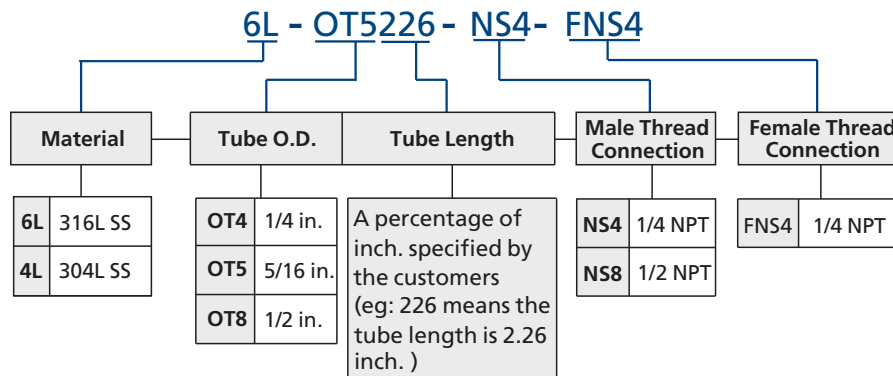 6L - OT5226 - NS4- FNS4
Material
Tube O.D.
Tube Length
Male Thread
Connection
Female Thread
Connection
6L 316L SS
4L 304L SS
OT4 1/4 in.
OT5 5/16 in.
OT8 1/2 in.
A percentage of
inch. specified by
the customers
(eg: 226 means the
tube length is 2.26
inch. )
NS4 1/4 NPT
NS8 1/2 NPT
FNS4 1/4 NPT